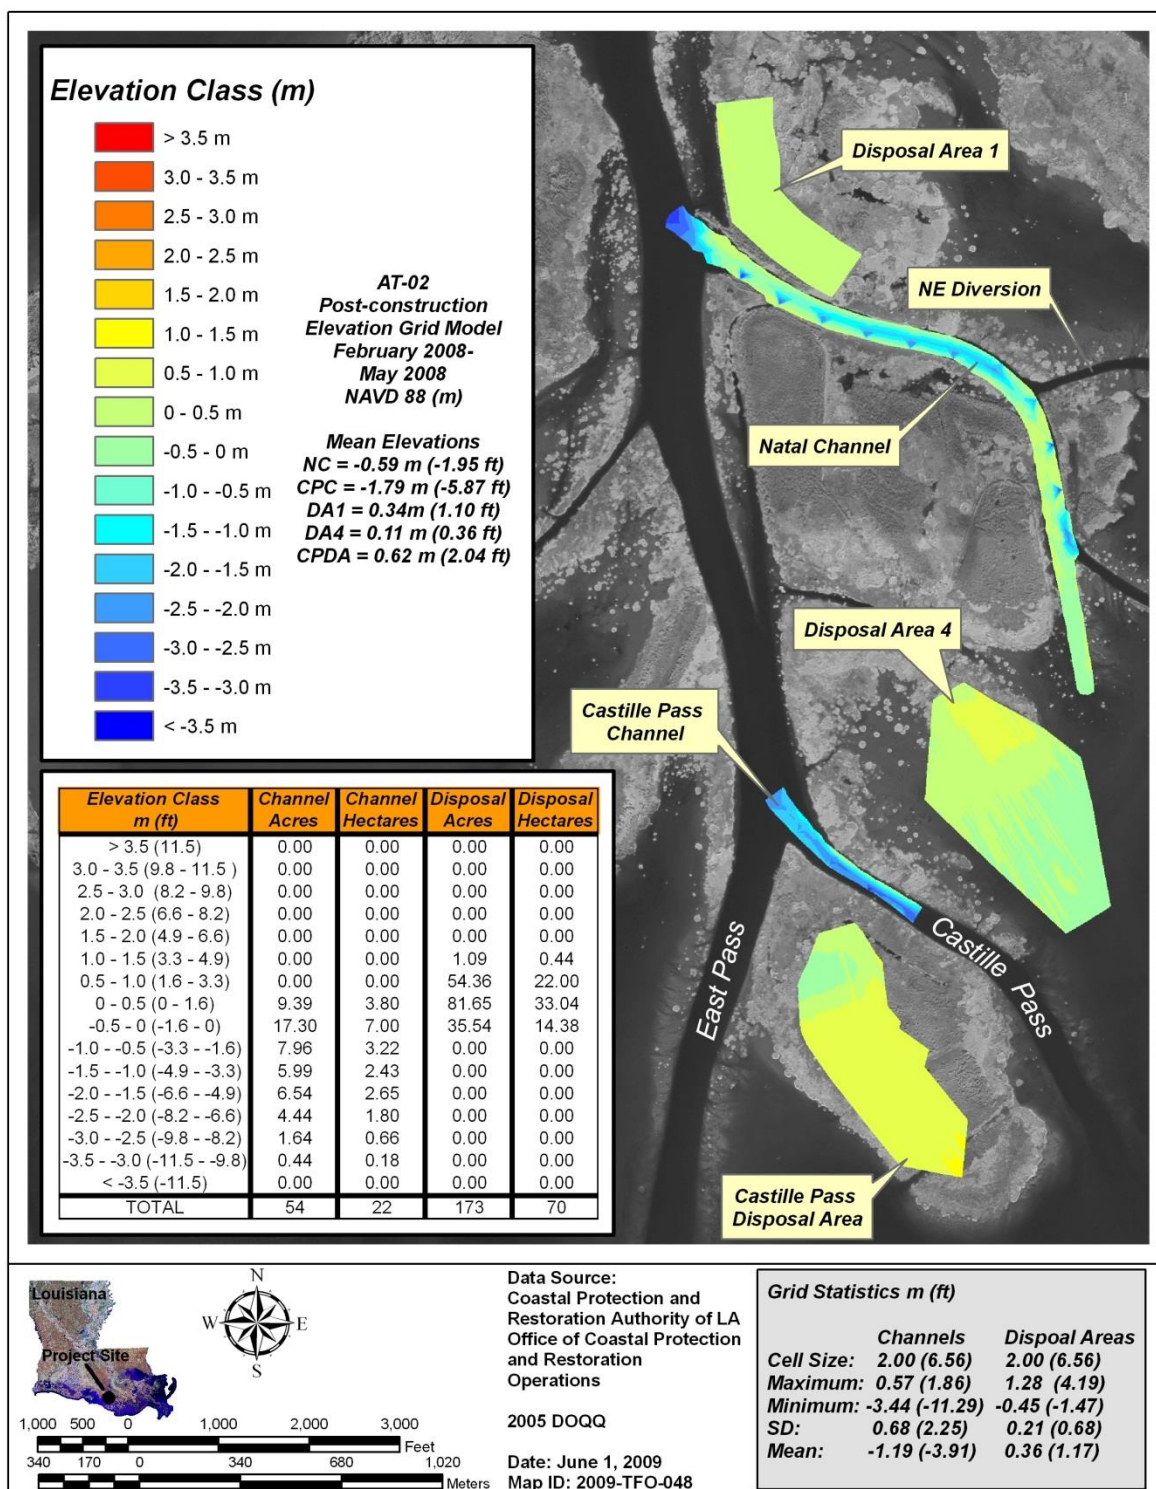 Elevation Class (m)
> 3.5 m
3.0 - 3.5 m
2.5 - 3.0 m
2.0 - 2.5 m
1.5 - 2.0 m
1.0 - 1.5 m
0.5 - 1.0 m
0 - 0.5 m
-0.5 - 0 m
-1.0 - -0.5 m
-1.5 - -1.0 m
-2.0 - -1.5 m
-2.5 - -2.0 m
-3.0 - -2.5 m
-3.5 - -3.0 m
< -3.5 m
AT-02
Post-construction
Elevation Grid Model
February 2008-
May 2008
NAVD 88 (m)
Mean Elevations
NC = -0.59 m (-1.95 ft)
CPC = -1.79 m (-5.87 ft)
DA1 = 0.34m (1.10 ft)
DA4 = 0.11 m (0.36 ft)
CPDA = 0.62 m (2.04 ft)
Disposal Area 1
NE Diversion
Natal Channel
Disposal Area 4
Castille Pass
Channel
East Pass
Castille Pass
Castille Pass
Disposal Area
Elevation Class m (ft) Channel Acres Channel Hectares Disposal Acres Disposal Hectares
> 3.5 (11.5) 0.00 0.00 0.00 0.00
3.0 - 3.5 (9.8 - 11.5 ) 0.00 0.00 0.00 0.00
2.5 - 3.0 (8.2 - 9.8) 0.00 0.00 0.00 0.00
2.0 - 2.5 (6.6 - 8.2) 0.00 0.00 0.00 0.00
1.5 - 2.0 (4.9 - 6.6) 0.00 0.00 0.00 0.00
1.0 - 1.5 (3.3 - 4.9) 0.00 0.00 1.09 0.44
0.5 - 1.0 (1.6 - 3.3) 0.00 0.00 54.36 22.00
0 - 0.5 (0 - 1.6) 9.39 3.80 81.65 33.04
-0.5 - 0 (-1.6 - 0) 17.30 7.00 35.54 14.38
-1.0 - -0.5 (-3.3 - -1.6) 7.96 3.22 0.00 0.00
-1.5 - -1.0 (-4.9 - -3.3) 5.99 2.43 0.00 0.00
-2.0 - -1.5 (-6.6 - -4.9) 6.54 2.65 0.00 0.00
-2.5 - -2.0 (-8.2 - -6.6) 4.44 1.80 0.00 0.00
-3.0 - -2.5 (-9.8 - -8.2) 1.64 0.66 0.00 0.00
-3.5 - -3.0 (-11.5 - -9.8) 0.44 0.18 0.00 0.00
< -3.5 (-11.5) 0.00 0.00 0.00 0.00
TOTAL 54 22 173 70
Louisiana
Project Site
N
W E
S
1,000 500 0 1,000 2,000 3,000
Feet
340 170 0 340 680 1,020
Meters
Data Source:
Coastal Protection and
Restoration Authority of LA
Office of Coastal Protection
and Restoration
Operations
2005 DOQQ
Date: June 1, 2009
Map ID: 2009-TFO-048
Grid Statistics m (ft)
Channels Dispoal Areas
Cell Size: 2.00 (6.56) 2.00 (6.56)
Maximum: 0.57 (1.86) 1.28 (4.19)
Minimum: -3.44 (-11.29) -0.45 (-1.47)
SD: 0.68 (2.25) 0.21 (0.68)
Mean: -1.19 (-3.91) 0.36 (1.17)